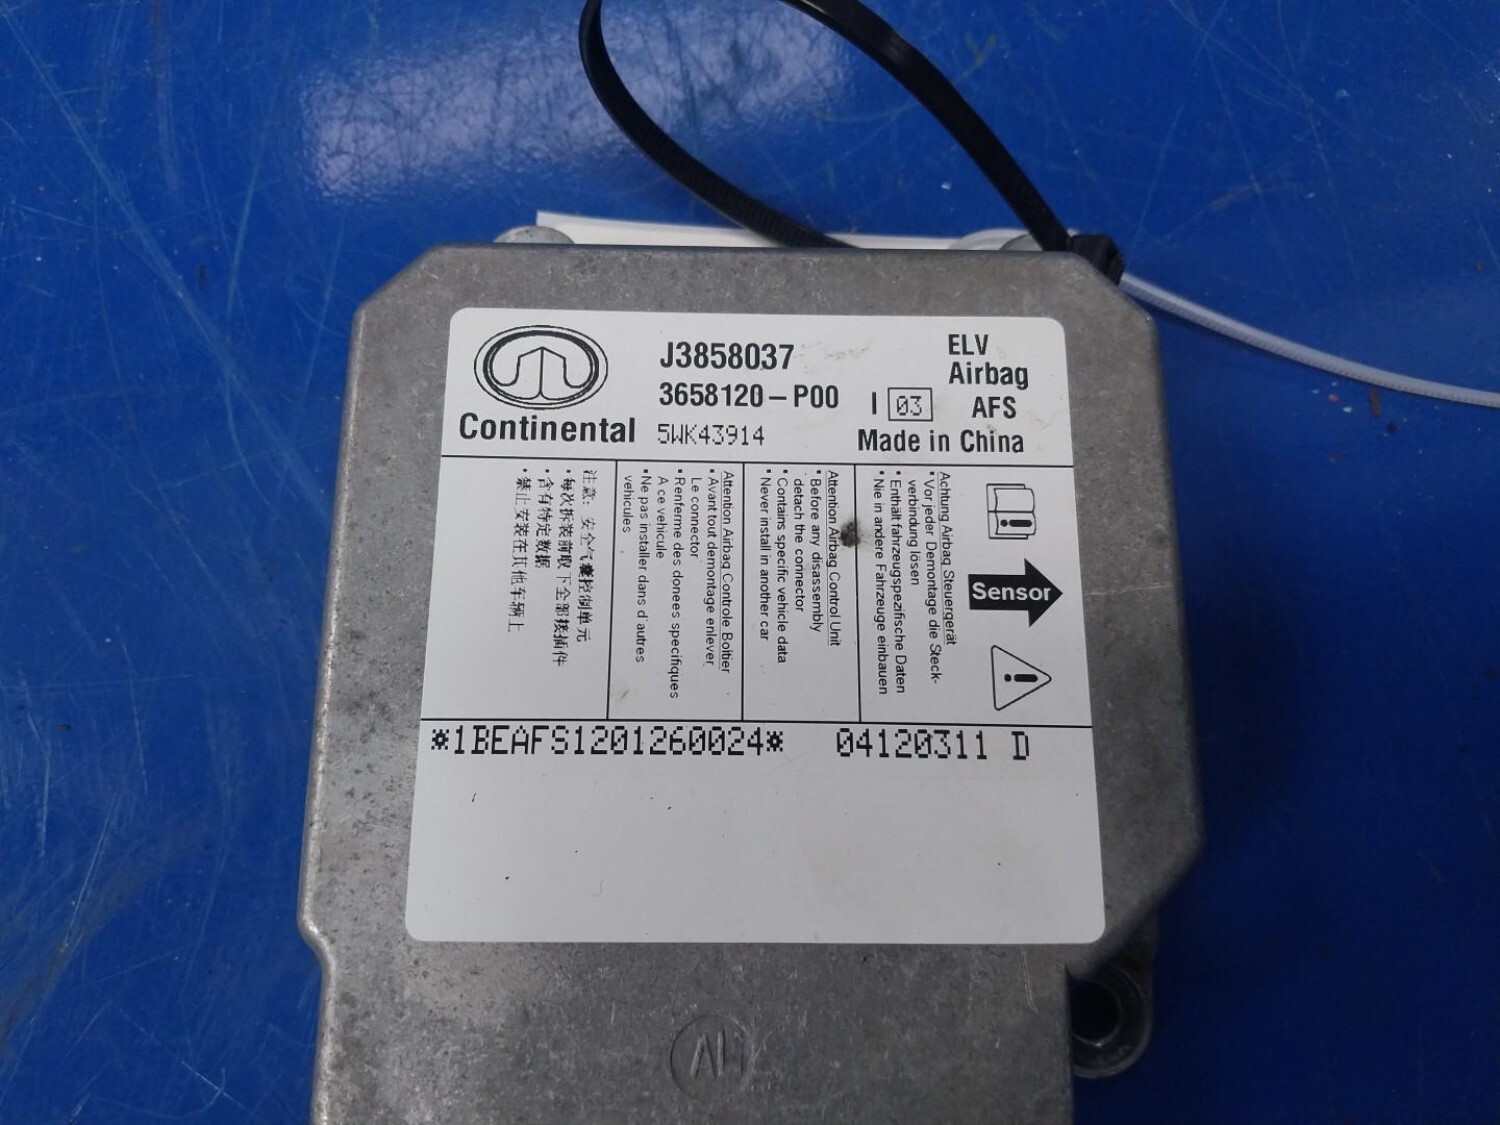 J3858037
ELV
Airbag
3658120-P00
I 03 AFS
Continental
5WK43914
Made in China
Achtung Airbag Steuergerät
• Vor jeder Demontage die Steck-
verbindung lösen
• Enthält fahrzeugspezifische Daten
• Nie in andere Fahrzeuge einbauen
Attention Airbag Control Unit
• Before any disassembly
detach the connector
• Contains specific vehicle data
• Never install in another car
Attention Airbag Controle Boitier
• Avant tout demontage enlever
Le connector
• Renferme des donees specifiques
A ce vehicule
• Ne pas installer dans d'autres
vehicules
注意: 安全气囊控制单元
• 每次拆装前取下全部接插件
• 含有特定数据
• 禁止安装在其他车辆上
Sensor
*1BEAFS1201260024* 04120311 D